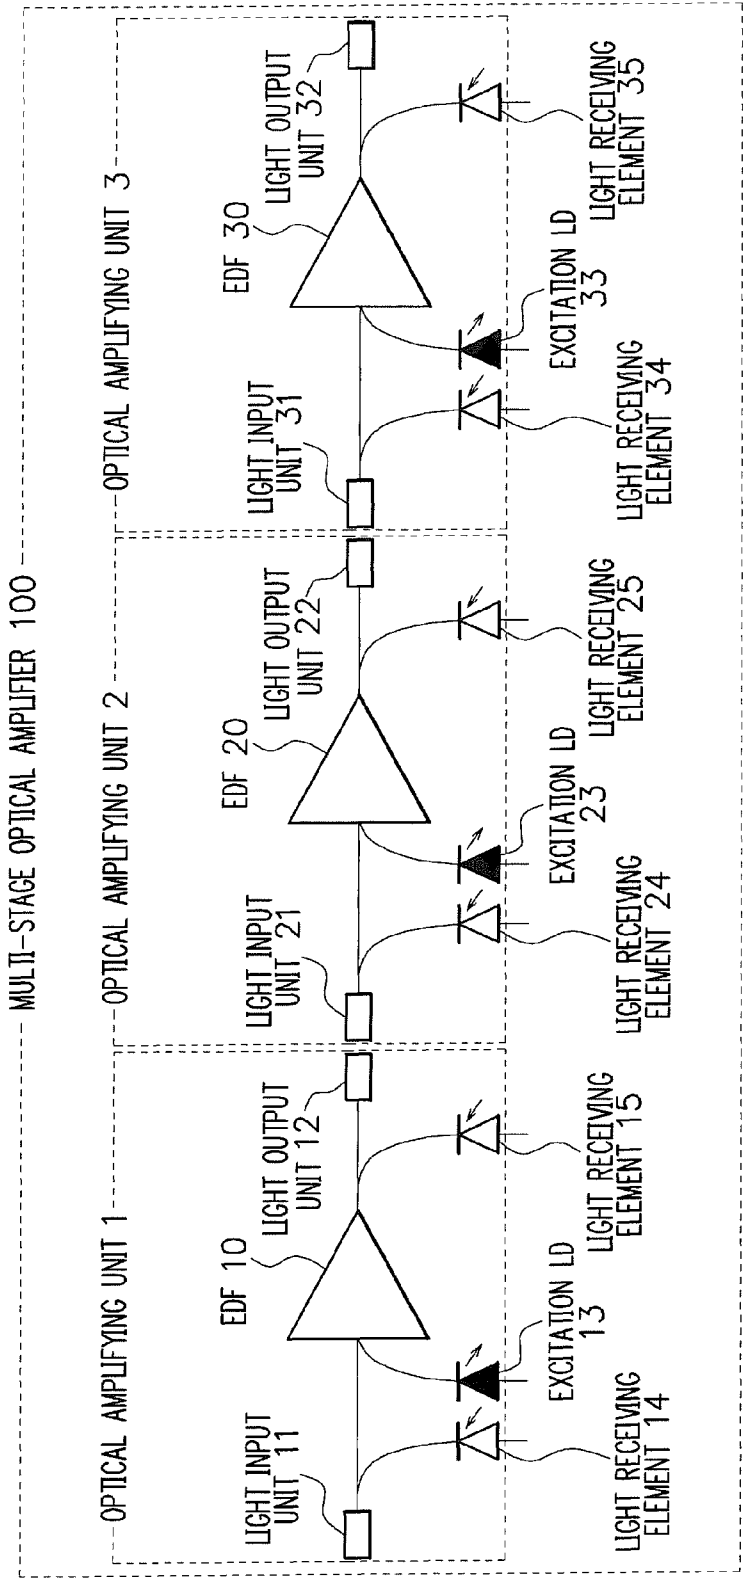 MULTI-STAGE OPTICAL AMPLIFIER 100
OPTICAL AMPLIFYING UNIT 1
OPTICAL AMPLIFYING UNIT 2
OPTICAL AMPLIFYING UNIT 3
LIGHT INPUT
UNIT 11
EDF 10
LIGHT OUTPUT
UNIT 12
LIGHT INPUT
UNIT 21
EDF 20
LIGHT OUTPUT
UNIT 22
LIGHT INPUT
UNIT 31
EDF 30
LIGHT OUTPUT
UNIT 32
LIGHT RECEIVING
ELEMENT 14
EXCITATION LD
13
LIGHT RECEIVING
ELEMENT 15
LIGHT RECEIVING
ELEMENT 24
EXCITATION LD
23
LIGHT RECEIVING
ELEMENT 25
LIGHT RECEIVING
ELEMENT 34
EXCITATION LD
33
LIGHT RECEIVING
ELEMENT 35